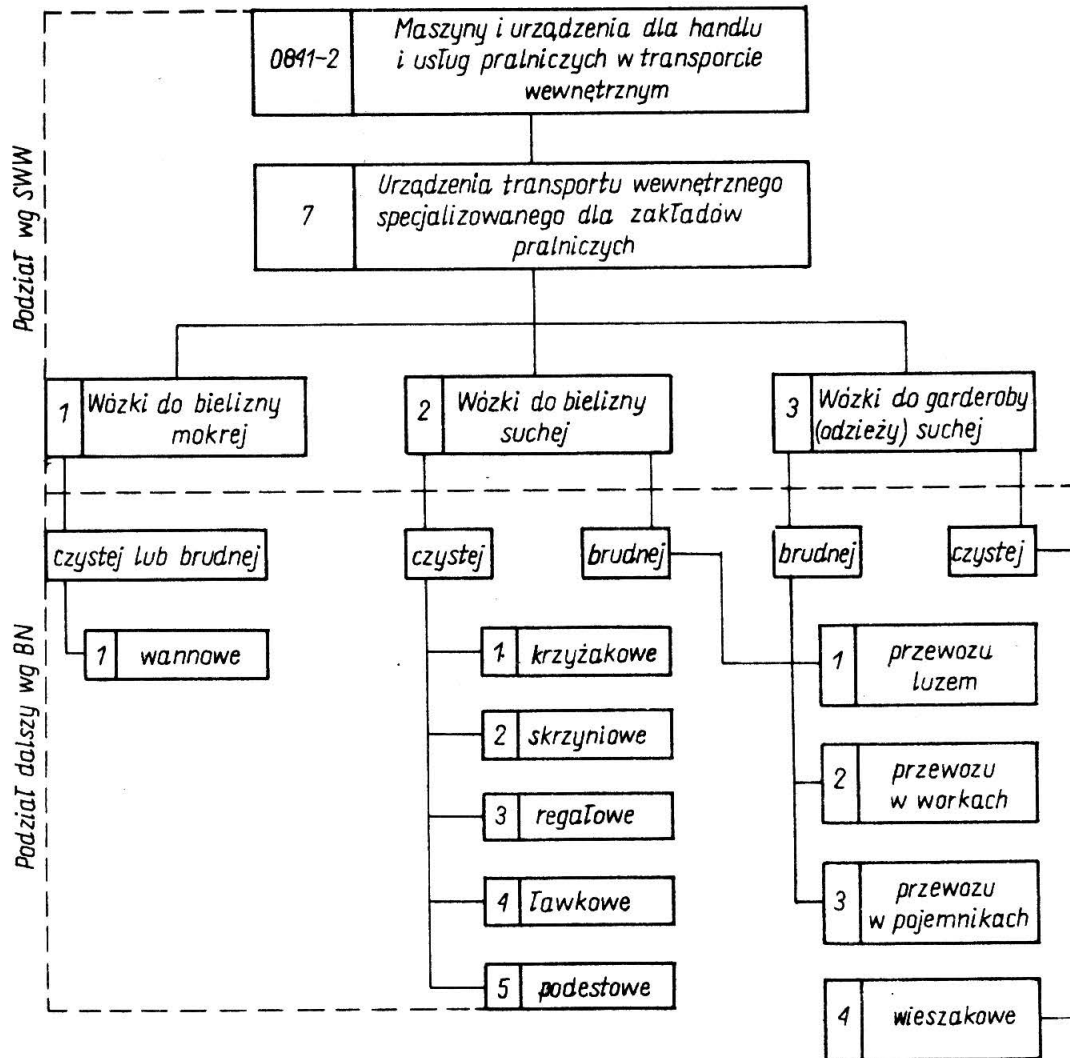 0841-2
Maszyny i urządzenia dla handlu
i usług pralniczych w transporcie
wewnętrznym
7
Urządzenia transportu wewnętrznego
specjalizowanego dla zakładów
pralniczych
Podział wg SWW
1
Wózki do bielizny
mokrej
2
Wózki do bielizny
suchej
3
Wózki do garderoby
(odzieży) suchej
Podział dalszy wg BN
czystej lub brudnej
czystej
brudnej
brudnej
czystej
1 wannowe
1 krzyżakowe
2 skrzyniowe
3 regałowe
4 ławkowe
5 podestowe
1
przewozu
luzem
2
przewozu
w workach
3
przewozu
w pojemnikach
4 wieszakowe